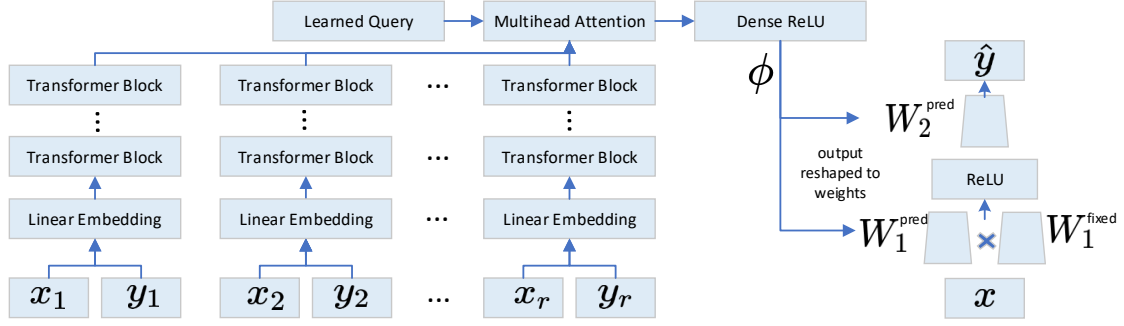 Learned Query Multihead Attention Dense ReLU
Transformer Block Transformer Block ... Transformer Block ϕ ŷ
⋮ ⋮ ⋮ W₂^pred
Transformer Block Transformer Block ... Transformer Block
output
reshaped to
weights
ReLU
Linear Embedding Linear Embedding ... Linear Embedding W₁^pred × W₁^fixed
x₁ y₁ x₂ y₂ ... xᵣ yᵣ x